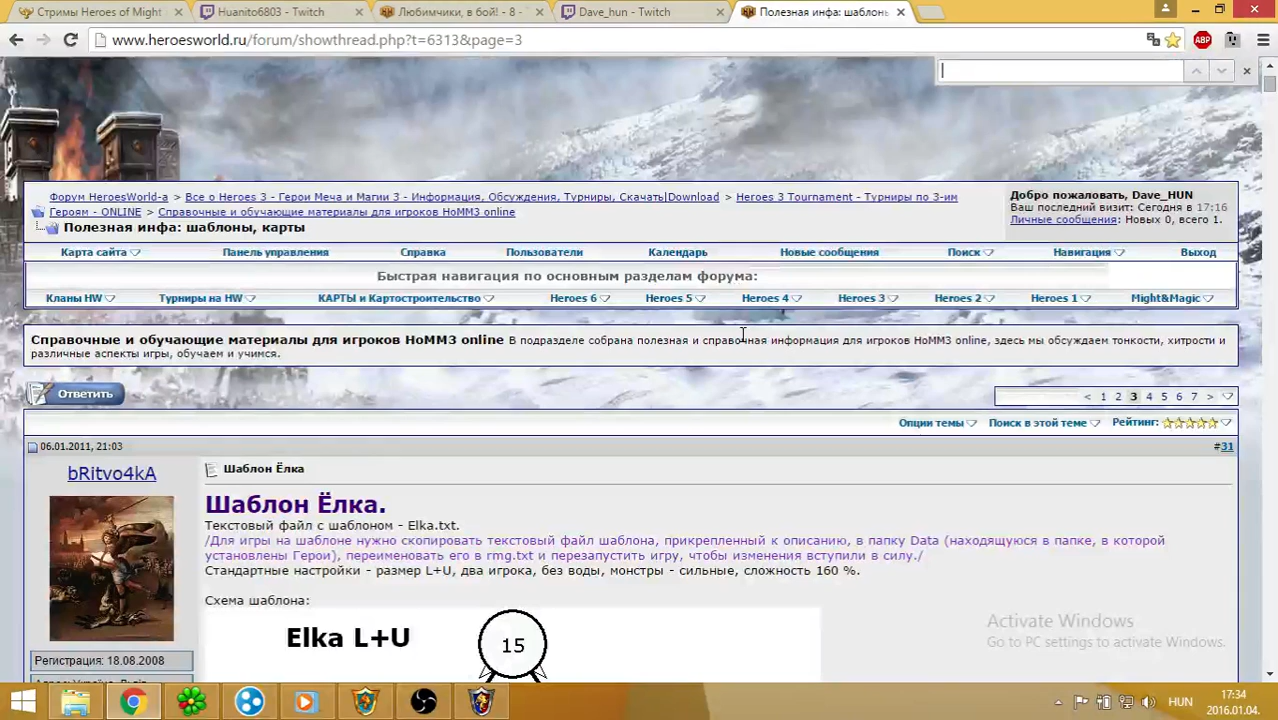 Стримы Heroes of Might
Huanito6803 - Twitch
Любимчики, в бой! - 8 -
Dave_hun - Twitch
Полезная инфа: шаблонь
www.heroesworld.ru/forum/showthread.php?t=6313&page=3
ABP
Форум HeroesWorld-а > Все о Heroes 3 - Герои Меча и Магии 3 - Информация, Обсуждения, Турниры, Скачать|Download > Heroes 3 Tournament - Турниры по 3-им
Героям - ONLINE > Справочные и обучающие материалы для игроков HoMM3 online
Полезная инфа: шаблоны, карты
Добро пожаловать, Dave_HUN
Ваш последний визит: Сегодня в 17:16
Личные сообщения: Новых 0, всего 1.
Карта сайта Панель управления Справка Пользователи Календарь Новые сообщения Поиск Навигация Выход
Быстрая навигация по основным разделам форума:
Кланы HW Турниры на HW КАРТЫ и Картостроительство Heroes 6 Heroes 5 Heroes 4 Heroes 3 Heroes 2 Heroes 1 Might&Magic
Справочные и обучающие материалы для игроков HoMM3 online В подразделе собрана полезная и справочная информация для игроков HoMM3 online, здесь мы обсуждаем тонкости, хитрости и
различные аспекты игры, обучаем и учимся.
Ответить
< 1 2 3 4 5 6 7 >
Опции темы Поиск в этой теме Рейтинг:
06.01.2011, 21:03
#31
bRitvo4kA
Шаблон Ёлка
Шаблон Ёлка.
Текстовый файл с шаблоном - Elka.txt.
/Для игры на шаблоне нужно скопировать текстовый файл шаблона, прикрепленный к описанию, в папку Data (находящуюся в папке, в которой
установлены Герои), переименовать его в rmg.txt и перезапустить игру, чтобы изменения вступили в силу./
Стандартные настройки - размер L+U, два игрока, без воды, монстры - сильные, сложность 160 %.
Схема шаблона:
Elka L+U
15
Регистрация: 18.08.2008
Activate Windows
Go to PC settings to activate Windows.
HUN
17:34
2016.01.04.